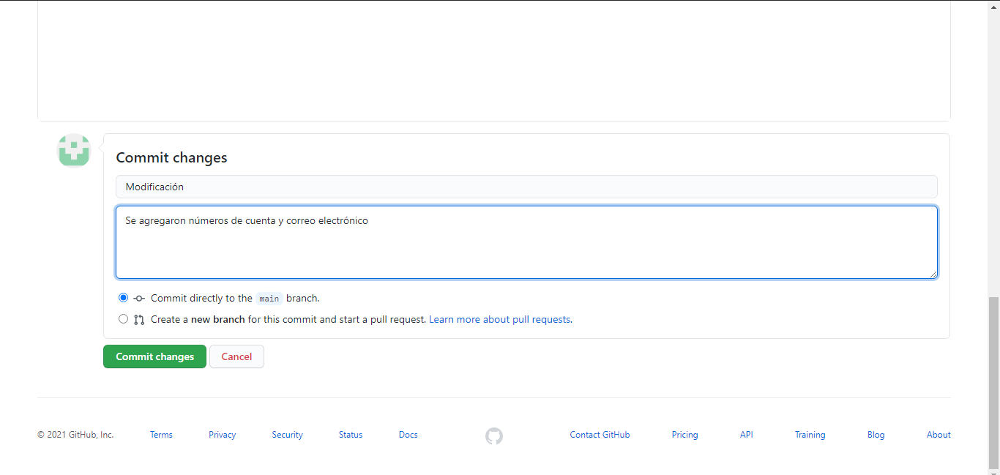 Commit changes
Modificación
Se agregaron números de cuenta y correo electrónico
Commit directly to the main branch.
Create a new branch for this commit and start a pull request. Learn more about pull requests.
Commit changes Cancel
© 2021 GitHub, Inc. Terms Privacy Security Status Docs Contact GitHub Pricing API Training Blog About